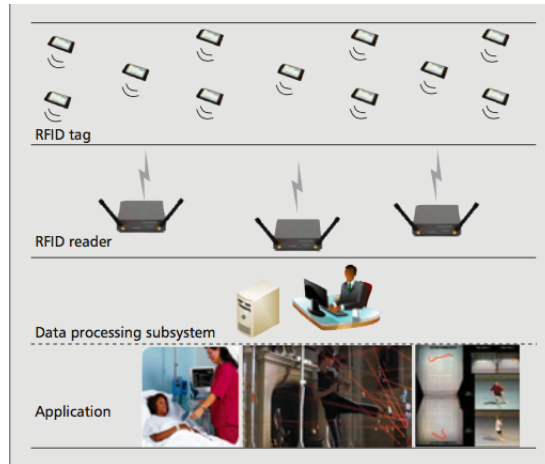 RFID tag
RFID reader
Data processing subsystem
Application